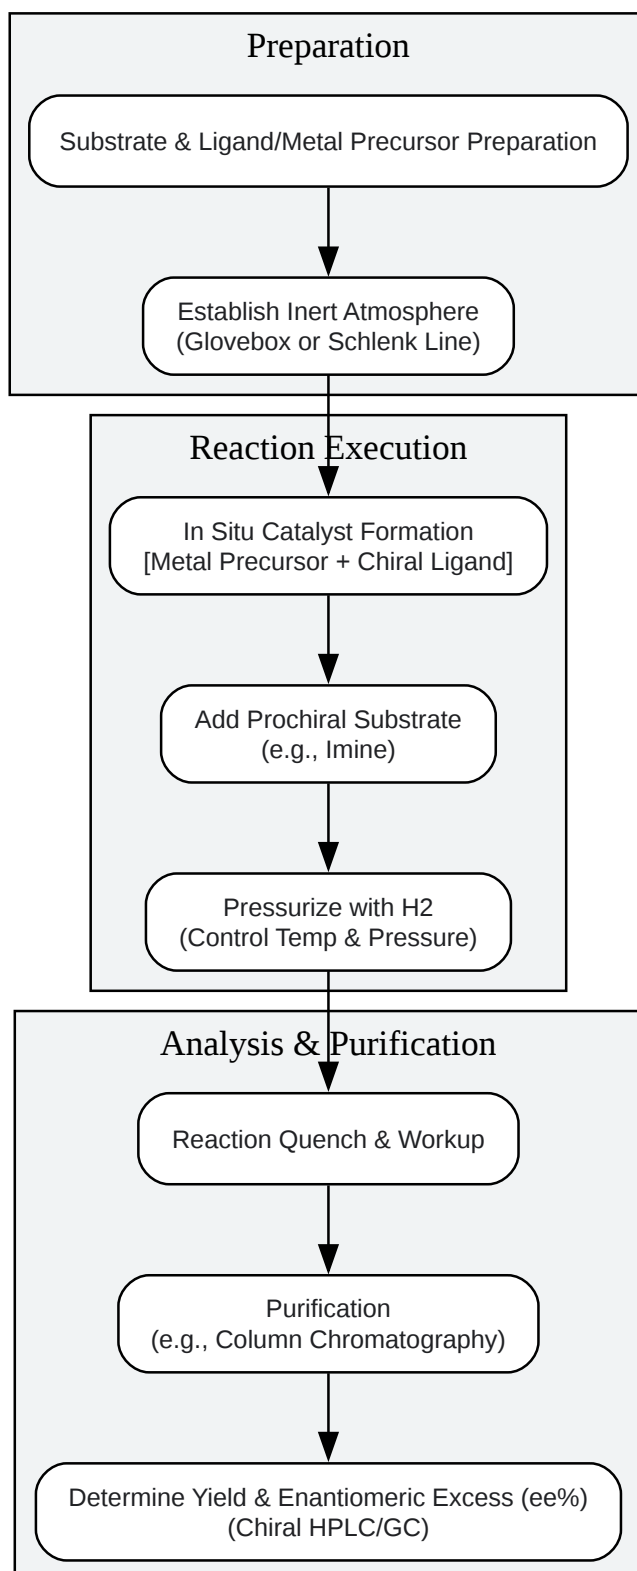 Preparation
Substrate & Ligand/Metal Precursor Preparation
Establish Inert Atmosphere
(Glovebox or Schlenk Line)
Reaction Execution
In Situ Catalyst Formation
[Metal Precursor + Chiral Ligand]
Add Prochiral Substrate
(e.g., Imine)
Pressurize with H2
(Control Temp & Pressure)
Analysis & Purification
Reaction Quench & Workup
Purification
(e.g., Column Chromatography)
Determine Yield & Enantiomeric Excess (ee%)
(Chiral HPLC/GC)